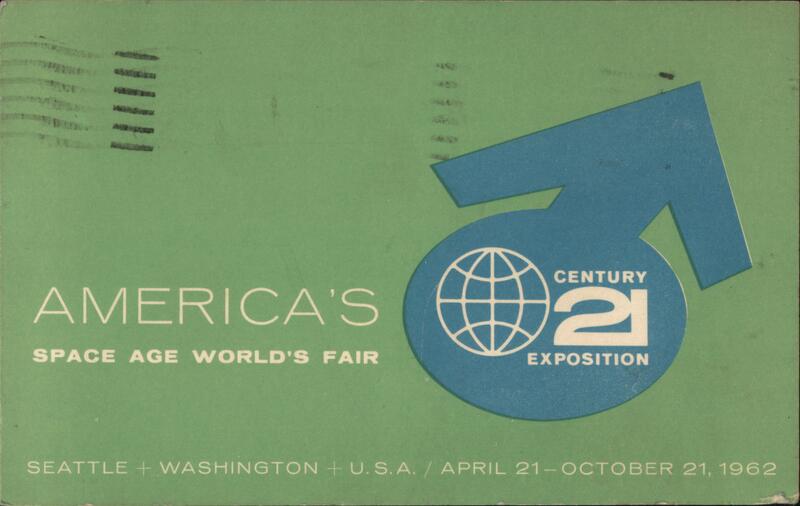 AMERICA'S
SPACE AGE WORLD'S FAIR
CENTURY
21
EXPOSITION
SEATTLE + WASHINGTON + U.S.A. / APRIL 21–OCTOBER 21, 1962